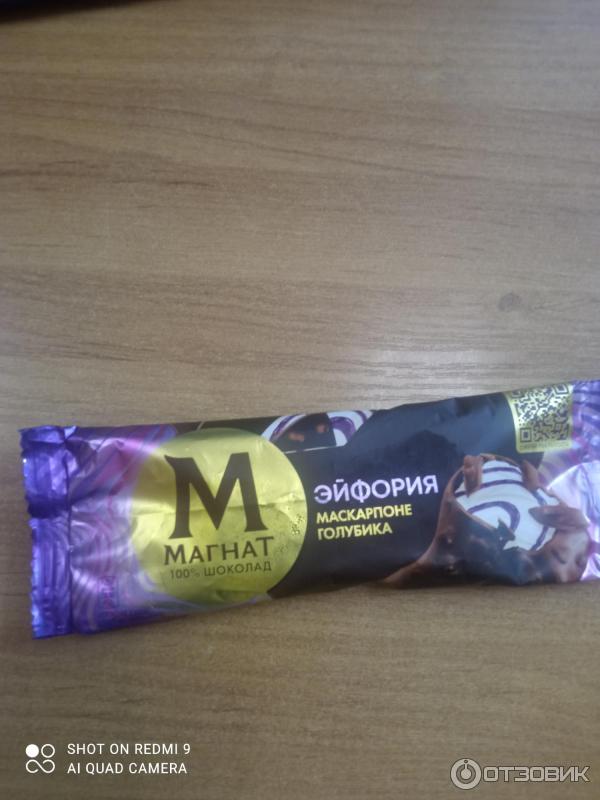 M
МАГНАТ
100% ШОКОЛАД
ЭЙФОРИЯ
МАСКАРПОНЕ
ГОЛУБИКА
SHOT ON REDMI 9
AI QUAD CAMERA
ОТЗОВИК